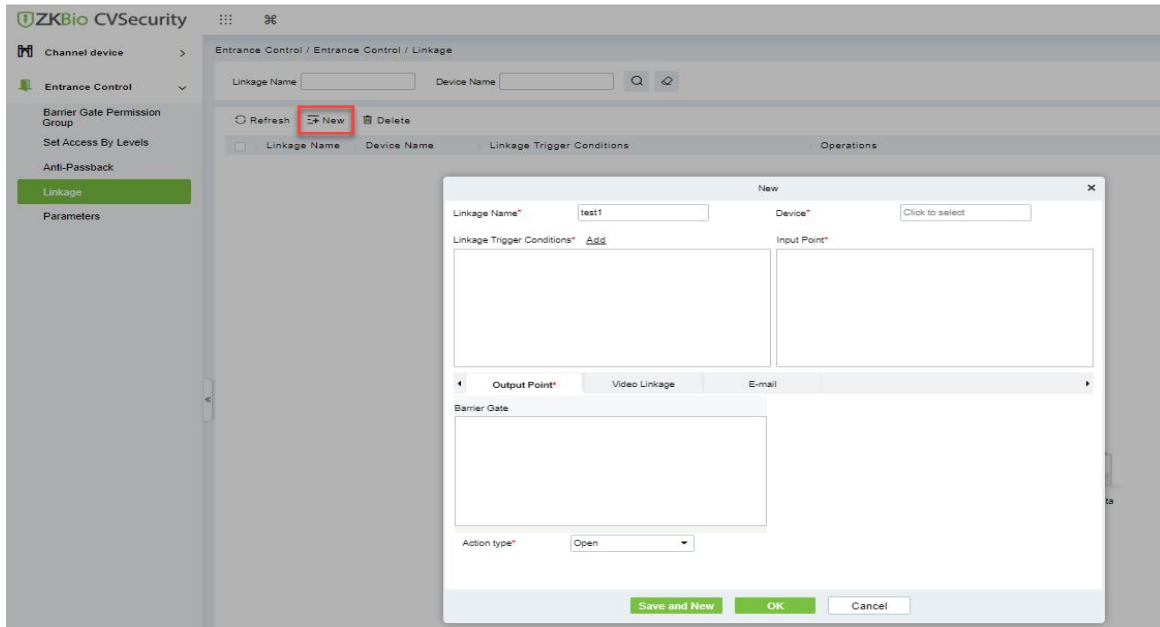 ZKBio CVSecurity
Channel device
Entrance Control / Entrance Control / Linkage
Entrance Control
Linkage Name
Device Name
Barrier Gate Permission
Group
Refresh New Delete
Set Access By Levels
Linkage Name Device Name Linkage Trigger Conditions Operations
Anti-Passback
Linkage
Parameters
New
Linkage Name* test1 Device* Click to select
Linkage Trigger Conditions* Add Input Point*
Output Point* Video Linkage E-mail
Barrier Gate
ta
Action type* Open
Save and New OK Cancel